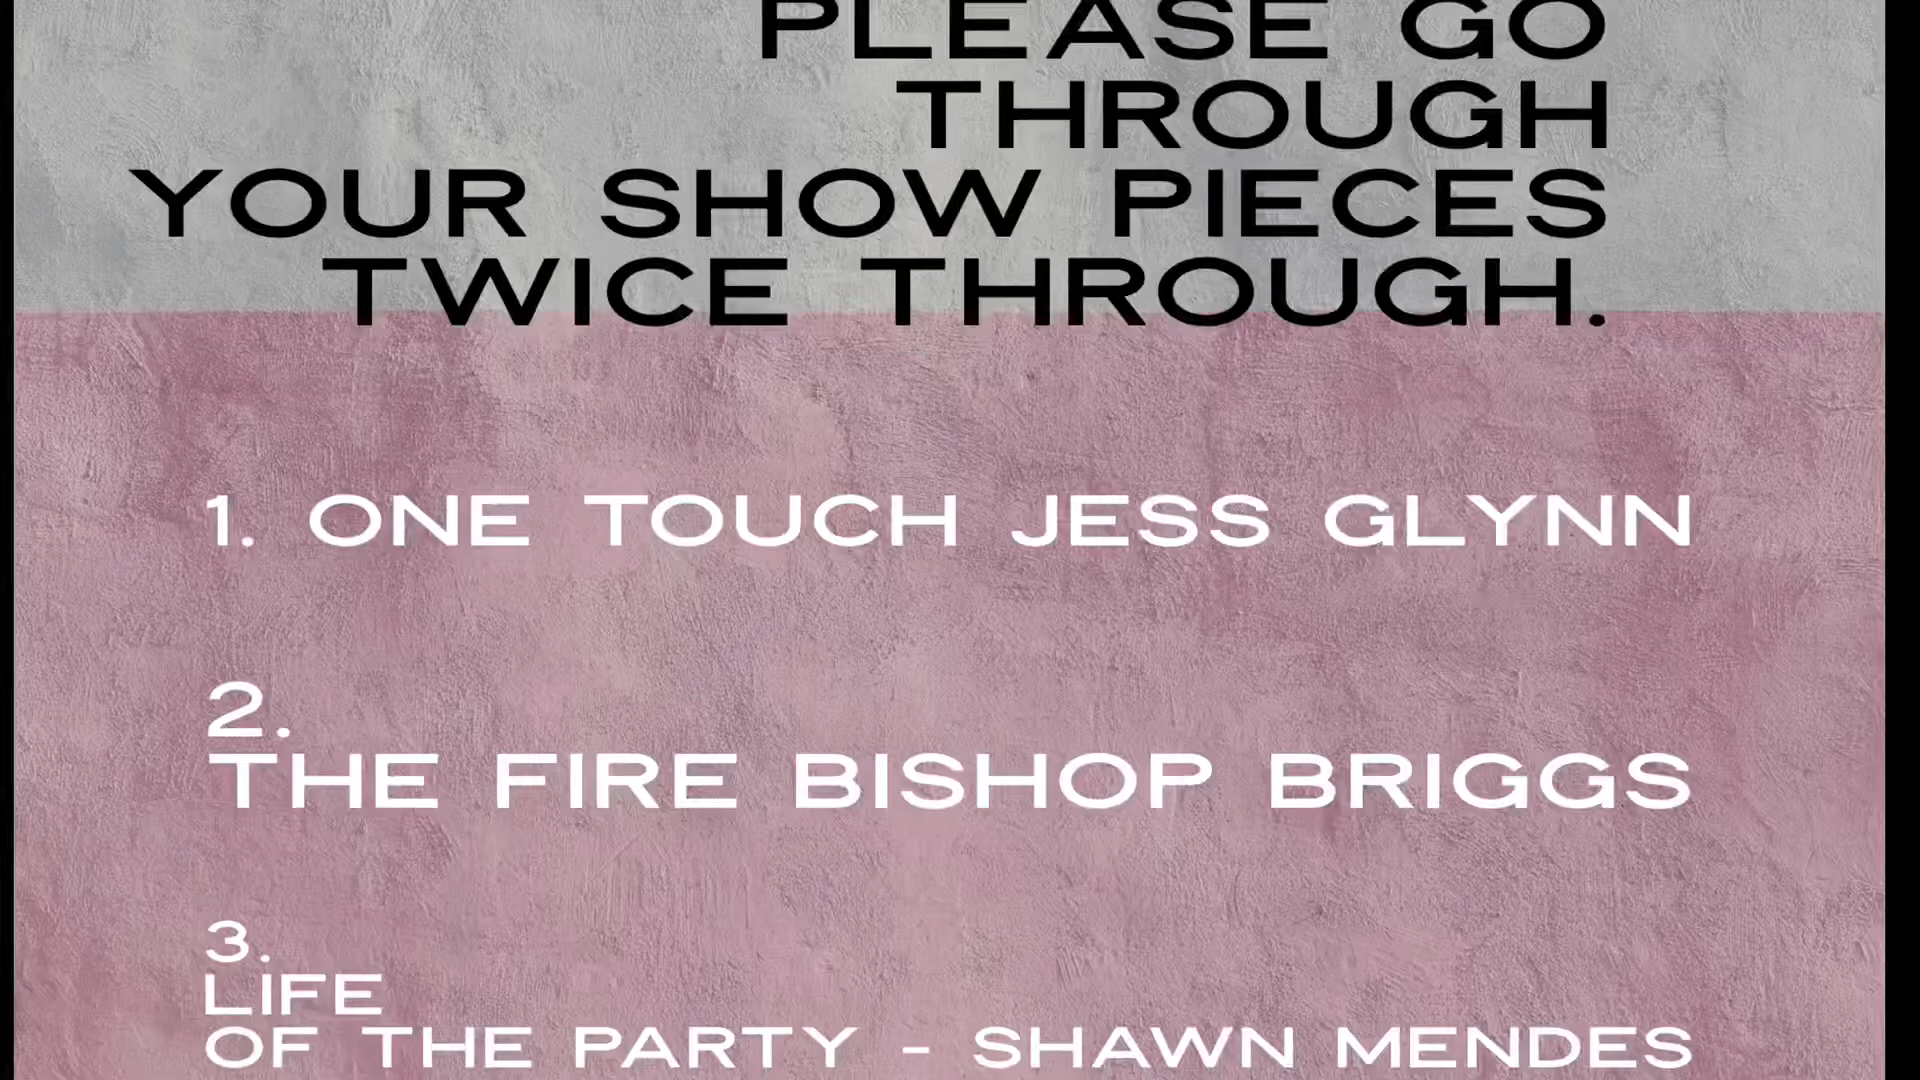 PLEASE GO
THROUGH
YOUR SHOW PIECES
TWICE THROUGH.
1. ONE TOUCH JESS GLYNN
2.
THE FIRE BISHOP BRIGGS
3.
LIFE
OF THE PARTY - SHAWN MENDES